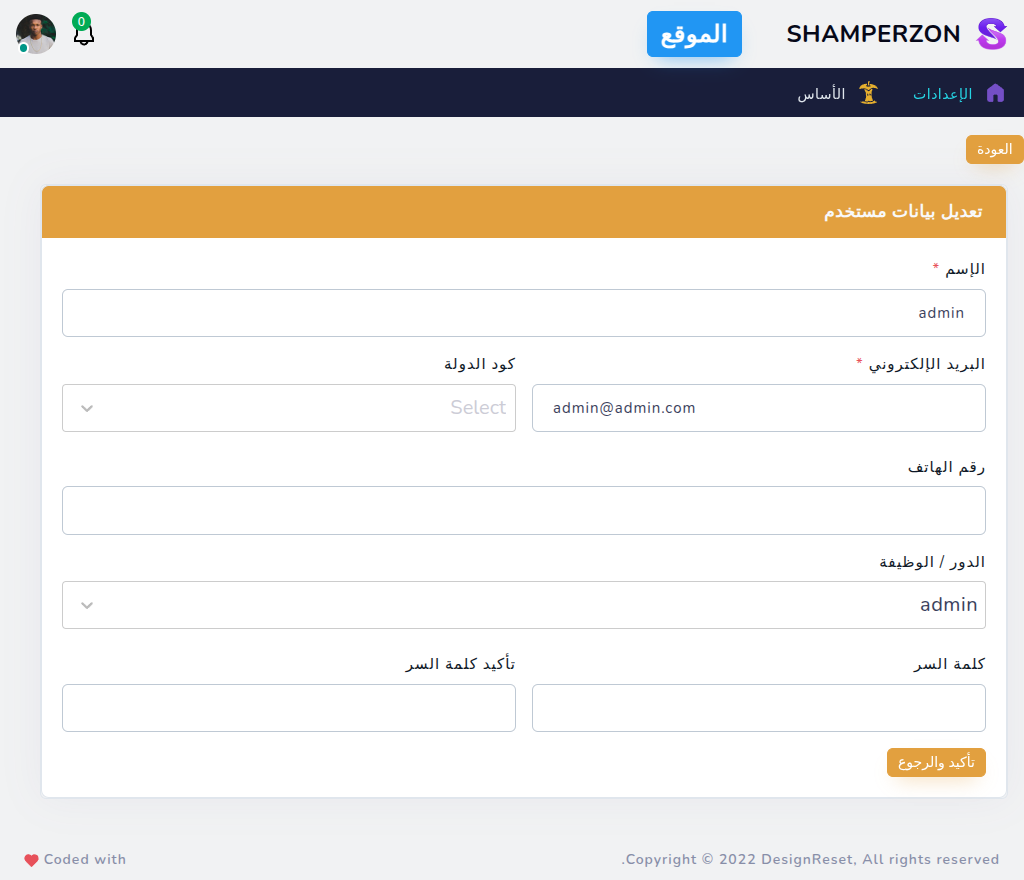 SHAMPERZON
الموقع
0
الإعدادات
الأساس
العودة
تعديل بيانات مستخدم
الإسم *
admin
البريد الإلكتروني *
كود الدولة
admin@admin.com
Select
رقم الهاتف
الدور / الوظيفة
admin
كلمة السر
تأكيد كلمة السر
تأكيد والرجوع
.Copyright © 2022 DesignReset, All rights reserved
Coded with